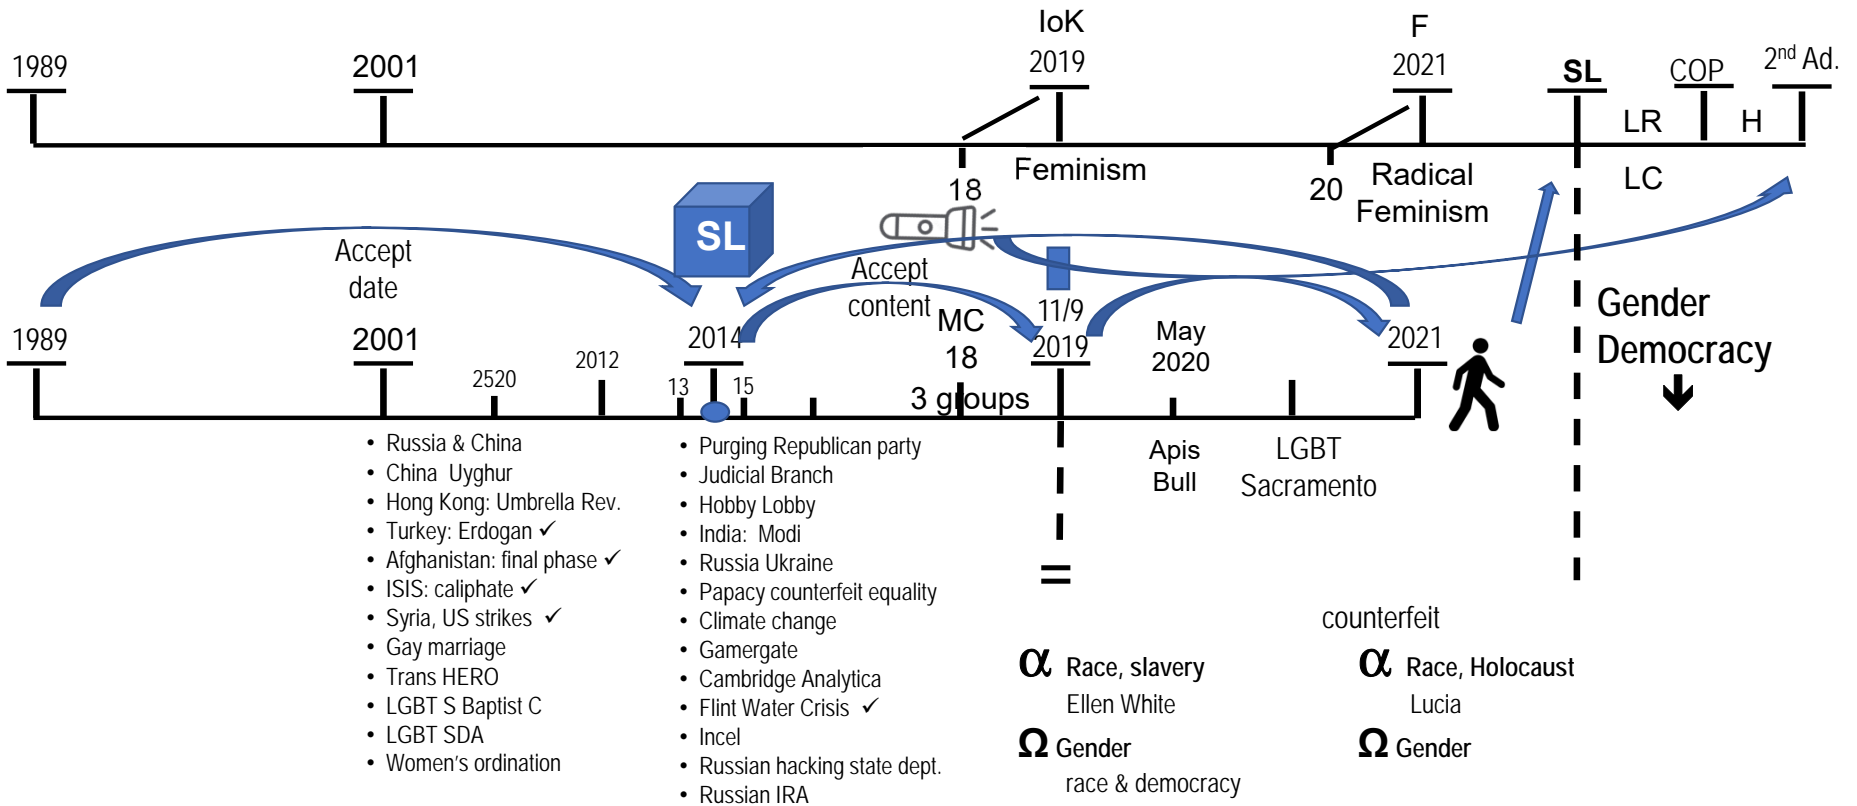 IoK
F
1989
2001
2019
2021
SL
COP
2nd Ad.
LR
H
18
Feminism
20
Radical
Feminism
LC
SL
Accept
date
Accept
content
MC
18
11/9
2019
May
2020
2021
Gender
Democracy
1989
2001
2520
2012
13
2014
15
3 groups
Apis
Bull
LGBT
Sacramento
• Russia & China
• China Uyghur
• Hong Kong: Umbrella Rev.
• Turkey: Erdogan ✓
• Afghanistan: final phase ✓
• ISIS: caliphate ✓
• Syria, US strikes ✓
• Gay marriage
• Trans HERO
• LGBT S Baptist C
• LGBT SDA
• Women's ordination
• Purging Republican party
• Judicial Branch
• Hobby Lobby
• India: Modi
• Russia Ukraine
• Papacy counterfeit equality
• Climate change
• Gamergate
• Cambridge Analytica
• Flint Water Crisis ✓
• Incel
• Russian hacking state dept.
• Russian IRA
=
α Race, slavery
Ellen White
Ω Gender
race & democracy
counterfeit
α Race, Holocaust
Lucia
Ω Gender